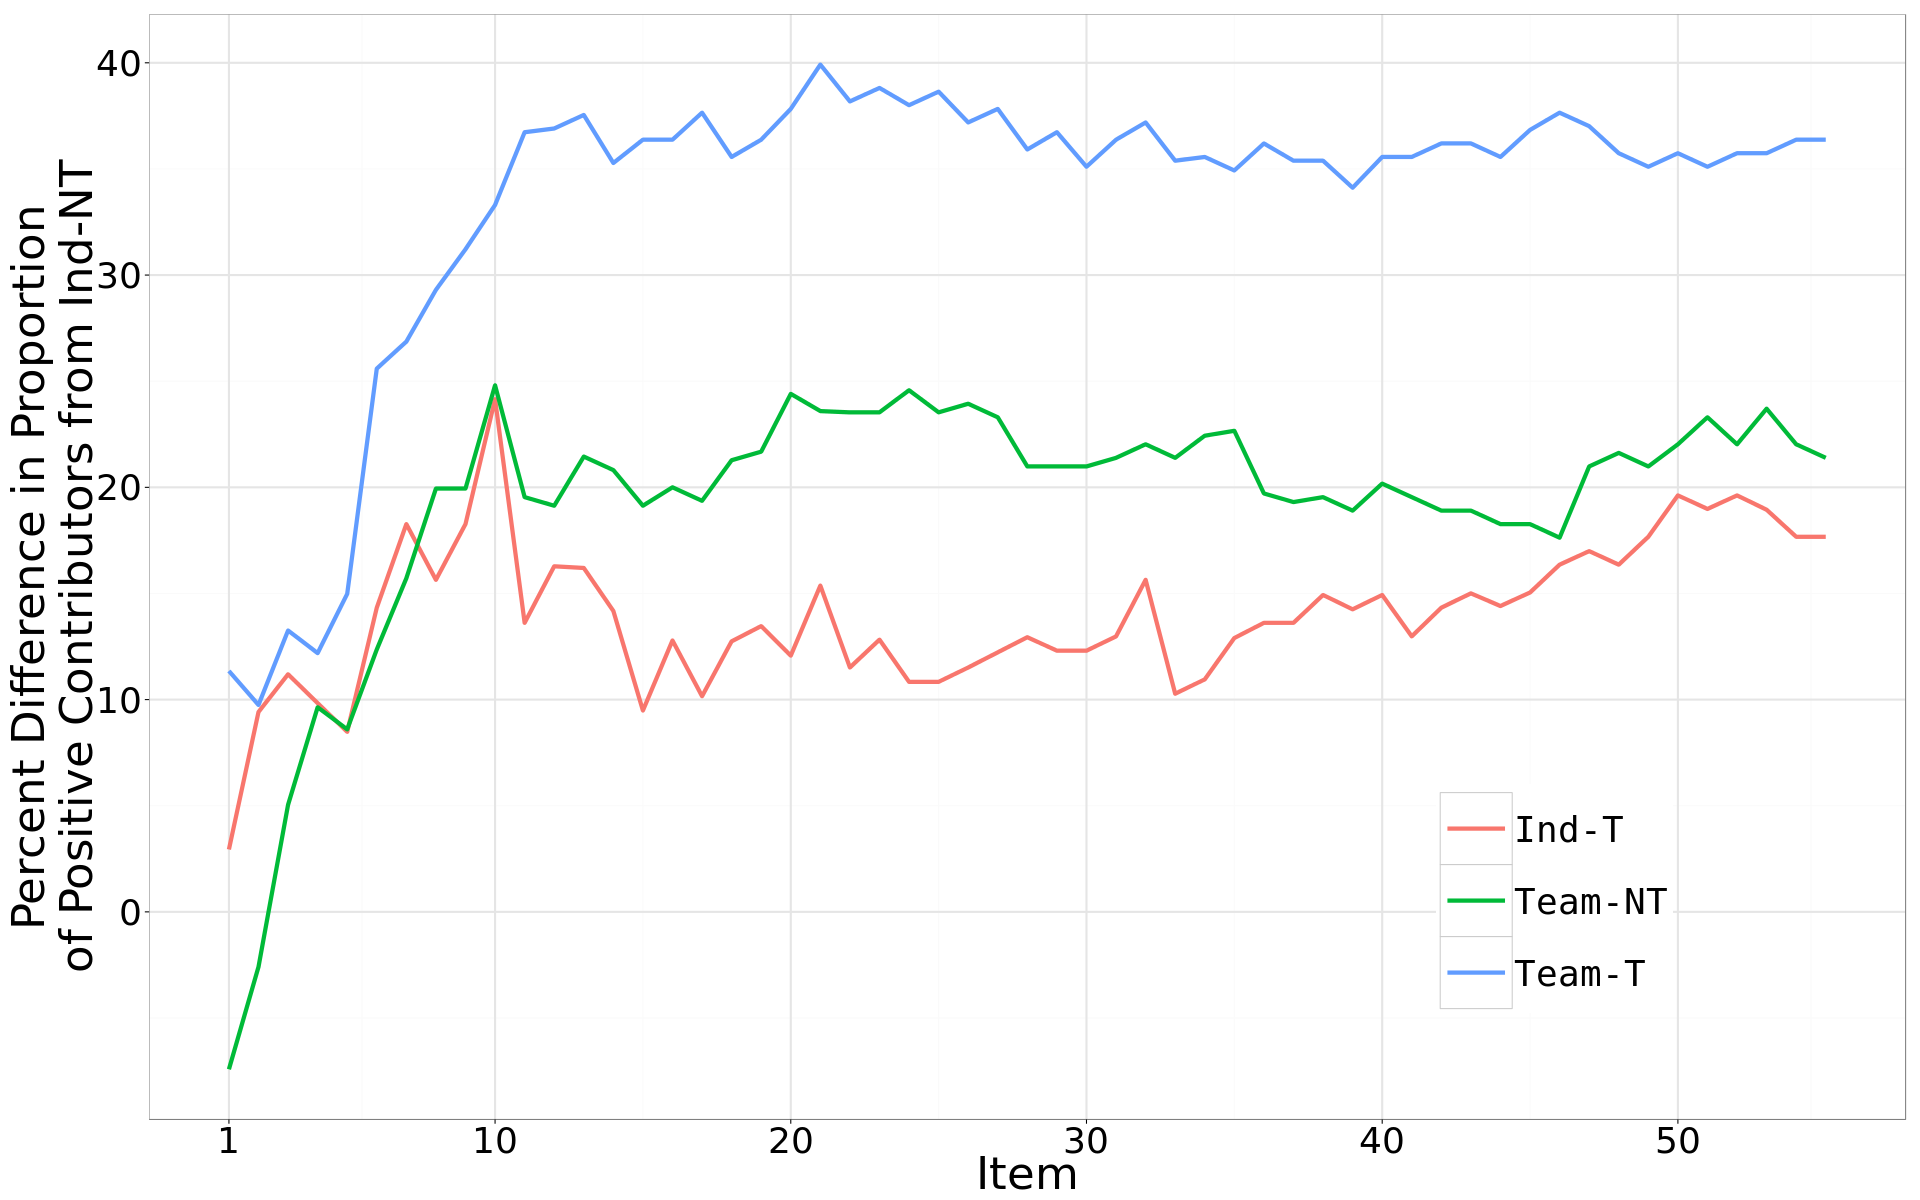 Percent Difference in Proportion
of Positive Contributors from Ind-NT
40
30
20
10
0
1
10
20
30
40
50
Item
Ind-T
Team-NT
Team-T